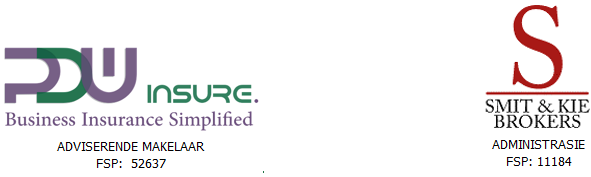 PDW INSURE.
Business Insurance Simplified
ADVISERENDE MAKELAAR
FSP: 52637
S
SMIT & KIE
BROKERS
ADMINISTRASIE
FSP: 11184